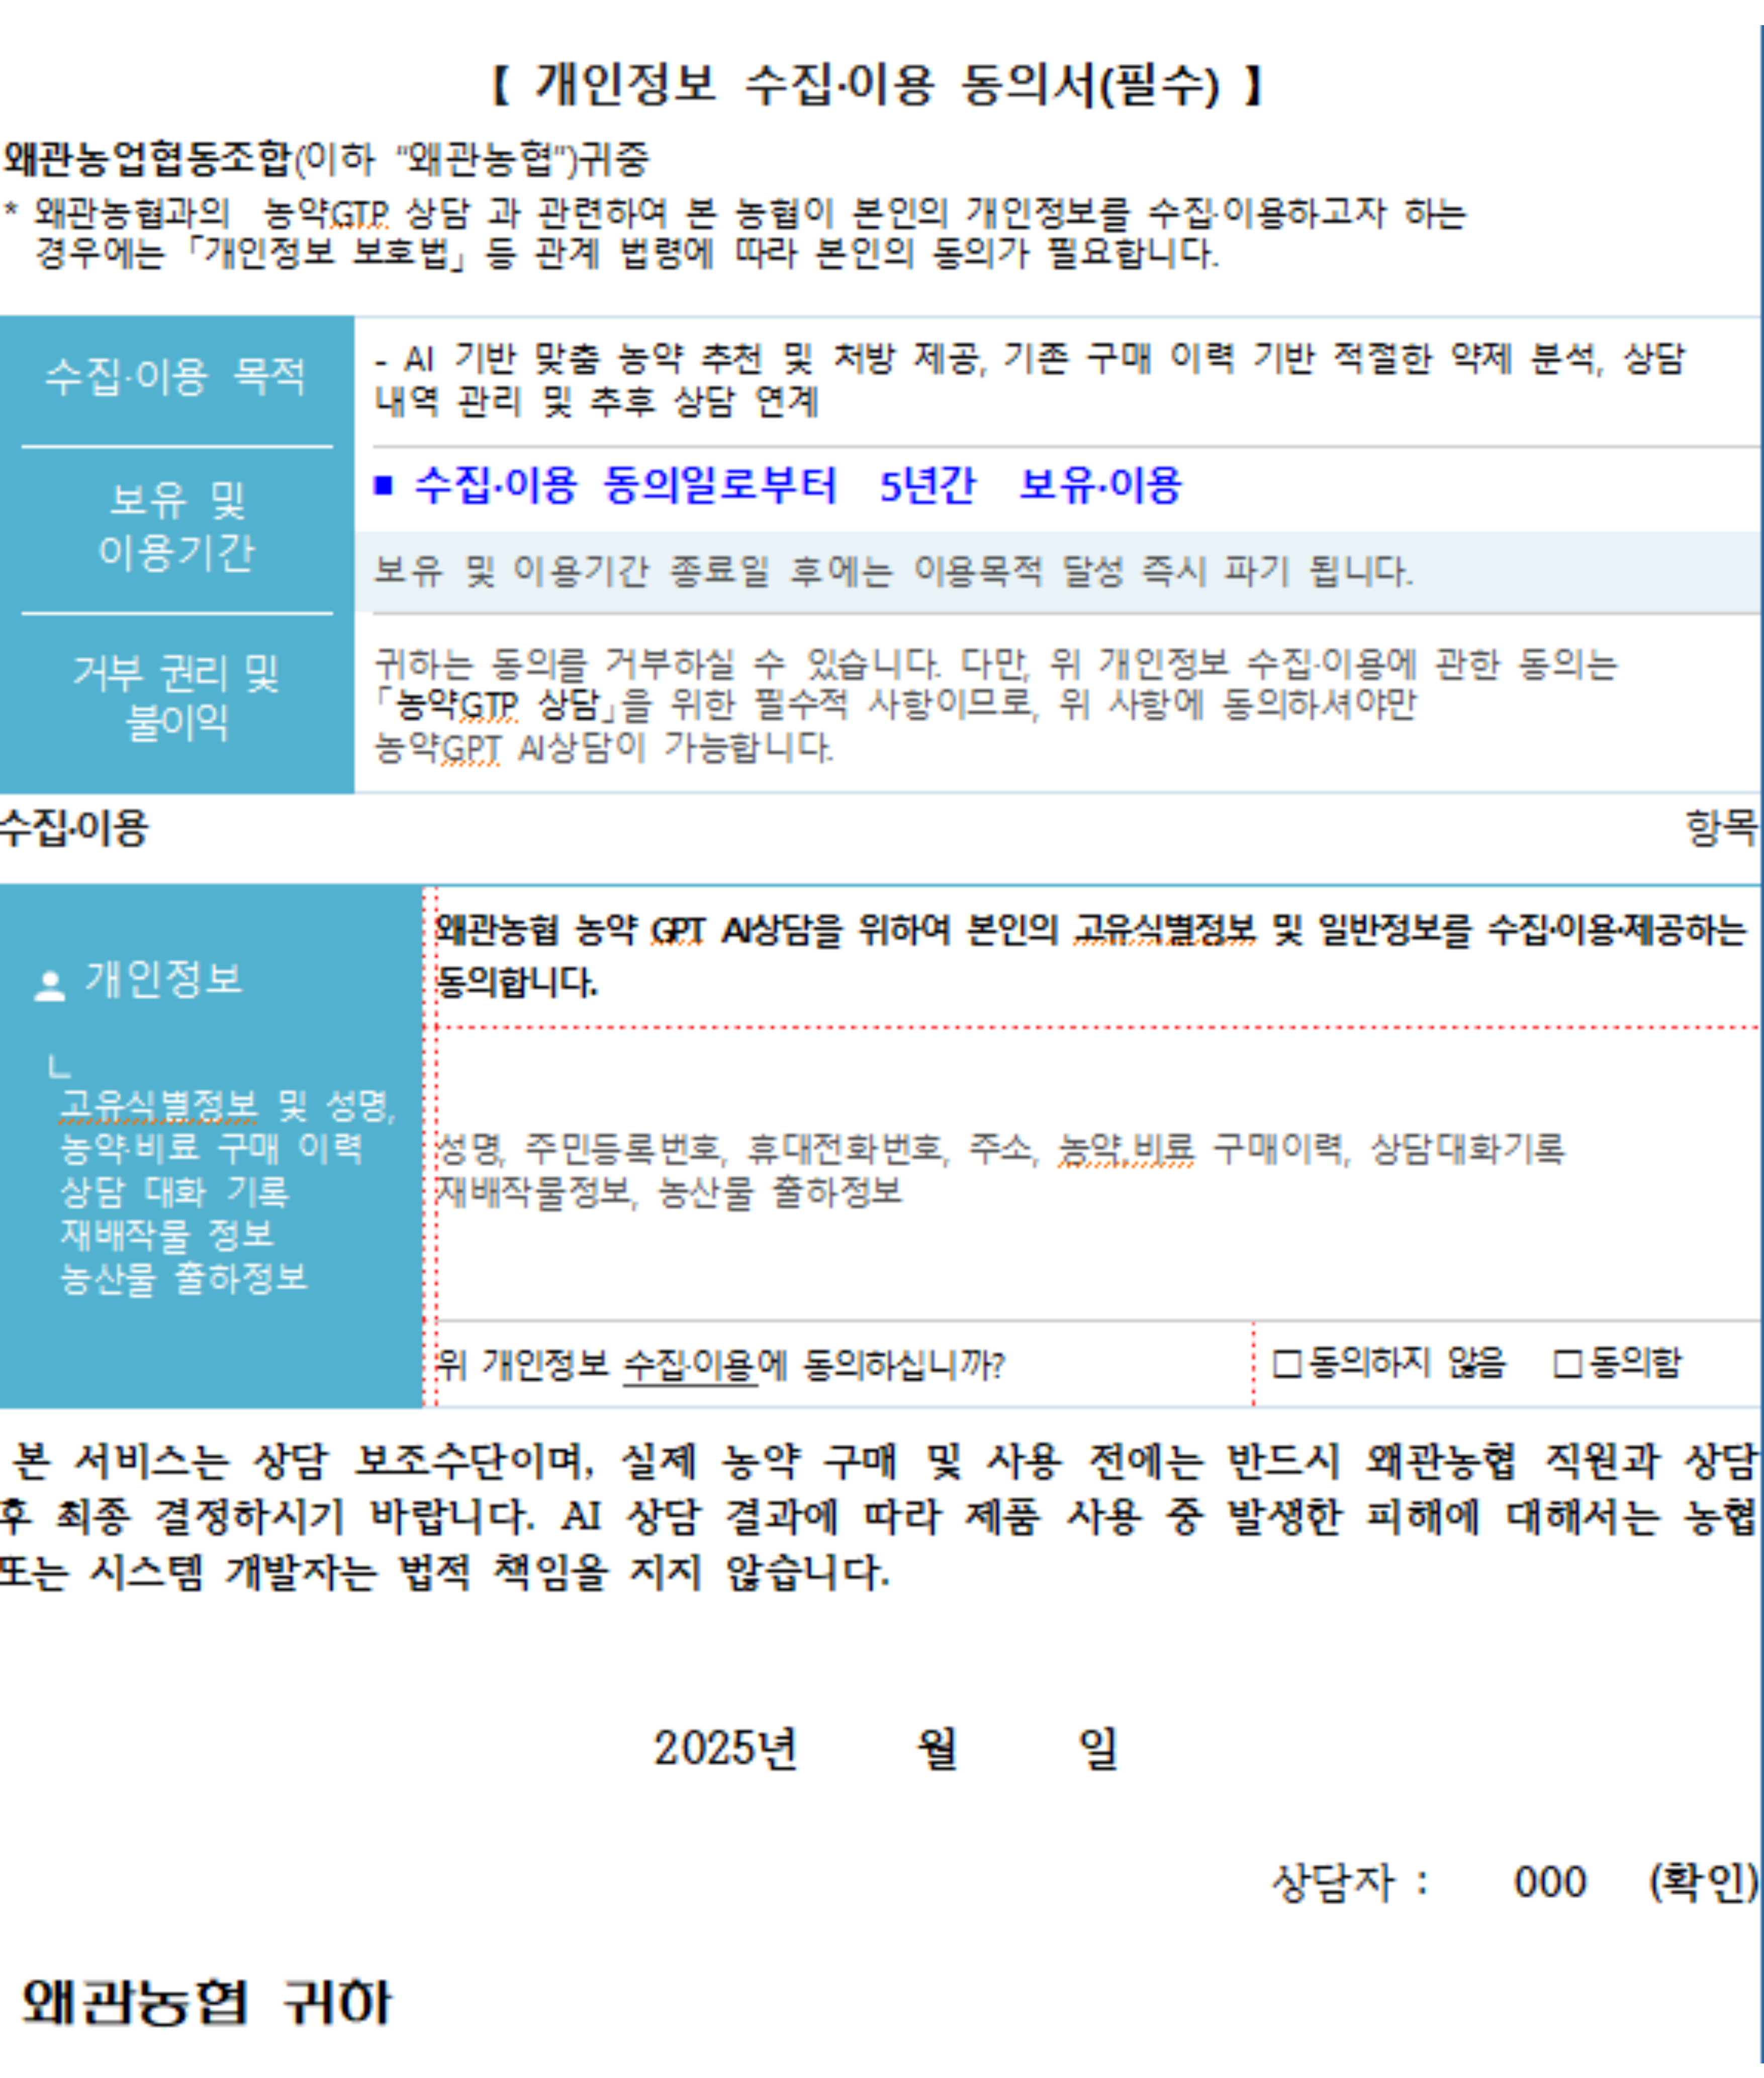 【 개인정보 수집·이용 동의서(필수) 】
왜관농업협동조합(이하 "왜관농협")귀중
* 왜관농협과의 농약GTP 상담 과 관련하여 본 농협이 본인의 개인정보를 수집·이용하고자 하는
경우에는 「개인정보 보호법」 등 관계 법령에 따라 본인의 동의가 필요합니다.
수집·이용 목적
- AI 기반 맞춤 농약 추천 및 처방 제공, 기존 구매 이력 기반 적절한 약제 분석, 상담
내역 관리 및 추후 상담 연계
보유 및
이용기간
■ 수집·이용 동의일로부터 5년간 보유·이용
보유 및 이용기간 종료일 후에는 이용목적 달성 즉시 파기 됩니다.
거부 권리 및
불이익
귀하는 동의를 거부하실 수 있습니다. 다만, 위 개인정보 수집·이용에 관한 동의는
「농약GTP 상담」을 위한 필수적 사항이므로, 위 사항에 동의하셔야만
농약GPT AI상담이 가능합니다.
수집·이용 항목
개인정보
ㄴ
고유식별정보 및 성명,
농약·비료 구매 이력
상담 대화 기록
재배작물 정보
농산물 출하정보
왜관농협 농약 GPT AI상담을 위하여 본인의 고유식별정보 및 일반정보를 수집·이용·제공하는
동의합니다.
성명, 주민등록번호, 휴대전화번호, 주소, 농약,비료 구매이력, 상담대화기록
재배작물정보, 농산물 출하정보
위 개인정보 수집·이용에 동의하십니까? □동의하지 않음 □동의함
본 서비스는 상담 보조수단이며, 실제 농약 구매 및 사용 전에는 반드시 왜관농협 직원과 상담
후 최종 결정하시기 바랍니다. AI 상담 결과에 따라 제품 사용 중 발생한 피해에 대해서는 농협
또는 시스템 개발자는 법적 책임을 지지 않습니다.
2025년 월 일
상담자 : 000 (확인)
왜관농협 귀하